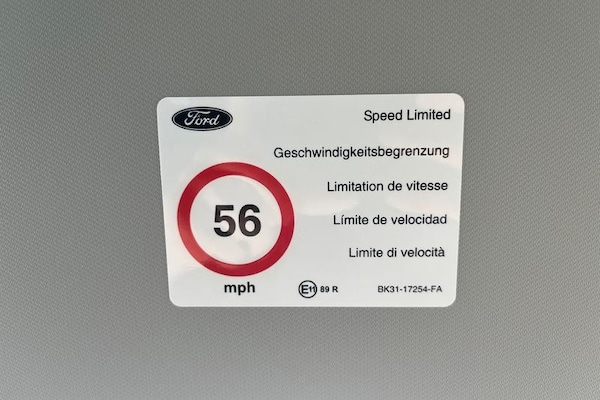 Ford
Speed Limited
Geschwindigkeitsbegrenzung
Limitation de vitesse
56
Límite de velocidad
Limite di velocità
mph
E11 89 R
BK31-17254-FA